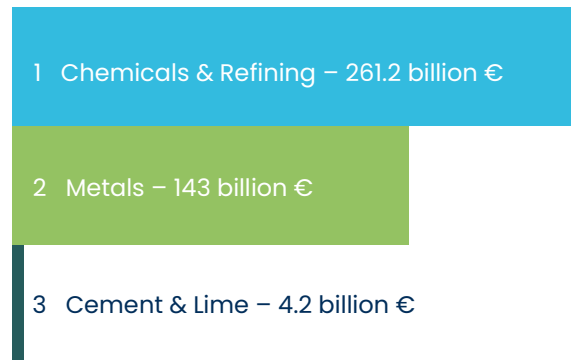 1 Chemicals & Refining – 261.2 billion €
2 Metals – 143 billion €
3 Cement & Lime – 4.2 billion €